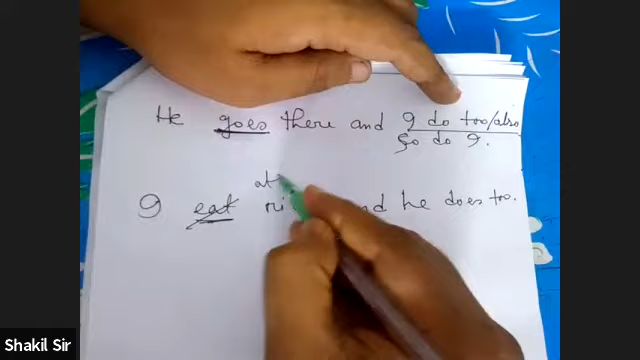 He goes there and I do too/also
So do I.
at
I eat ri nd he does too.
Shakil Sir